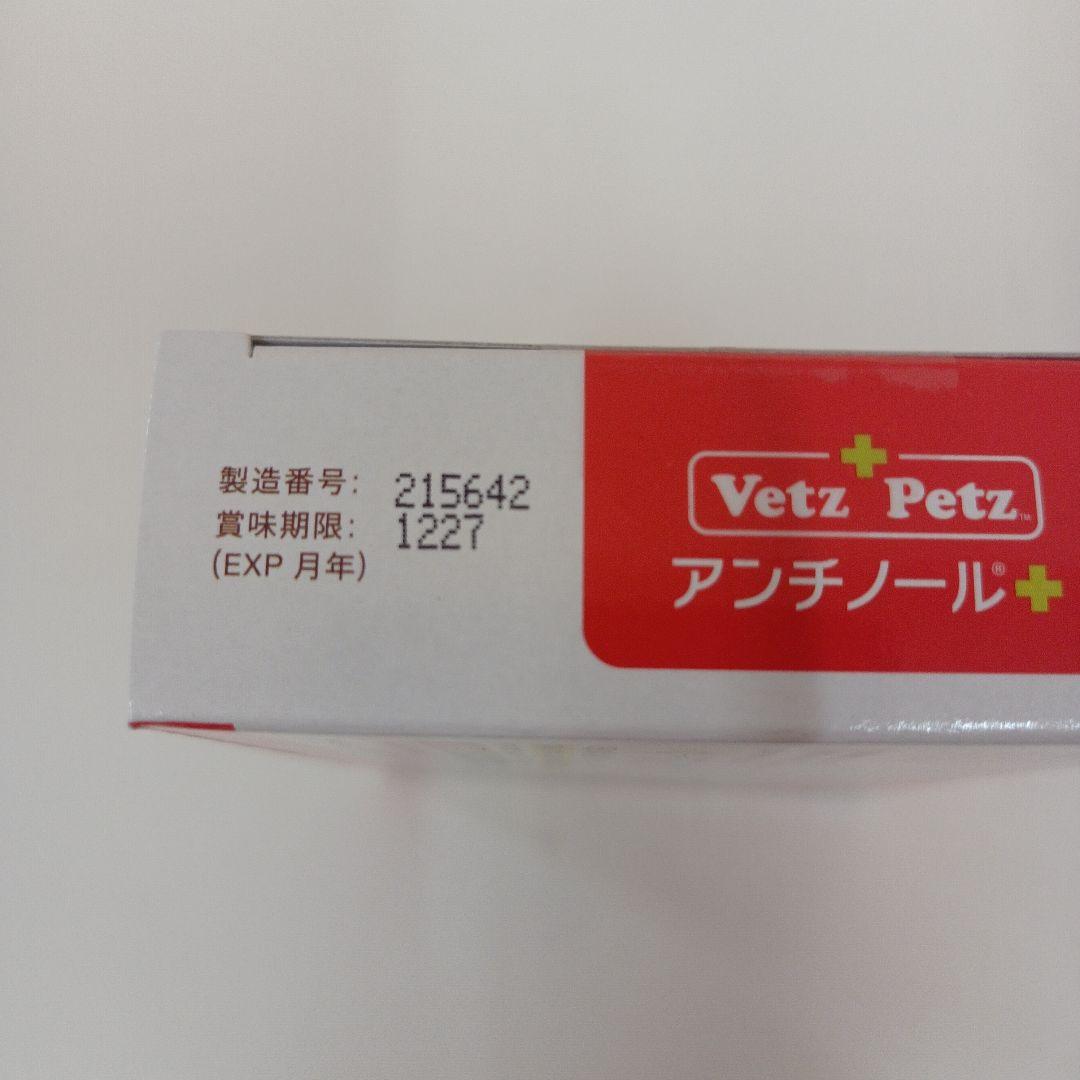 製造番号: 215642
賞味期限: 1227
(EXP 月年)
Vetz Petz™
アンチノール®